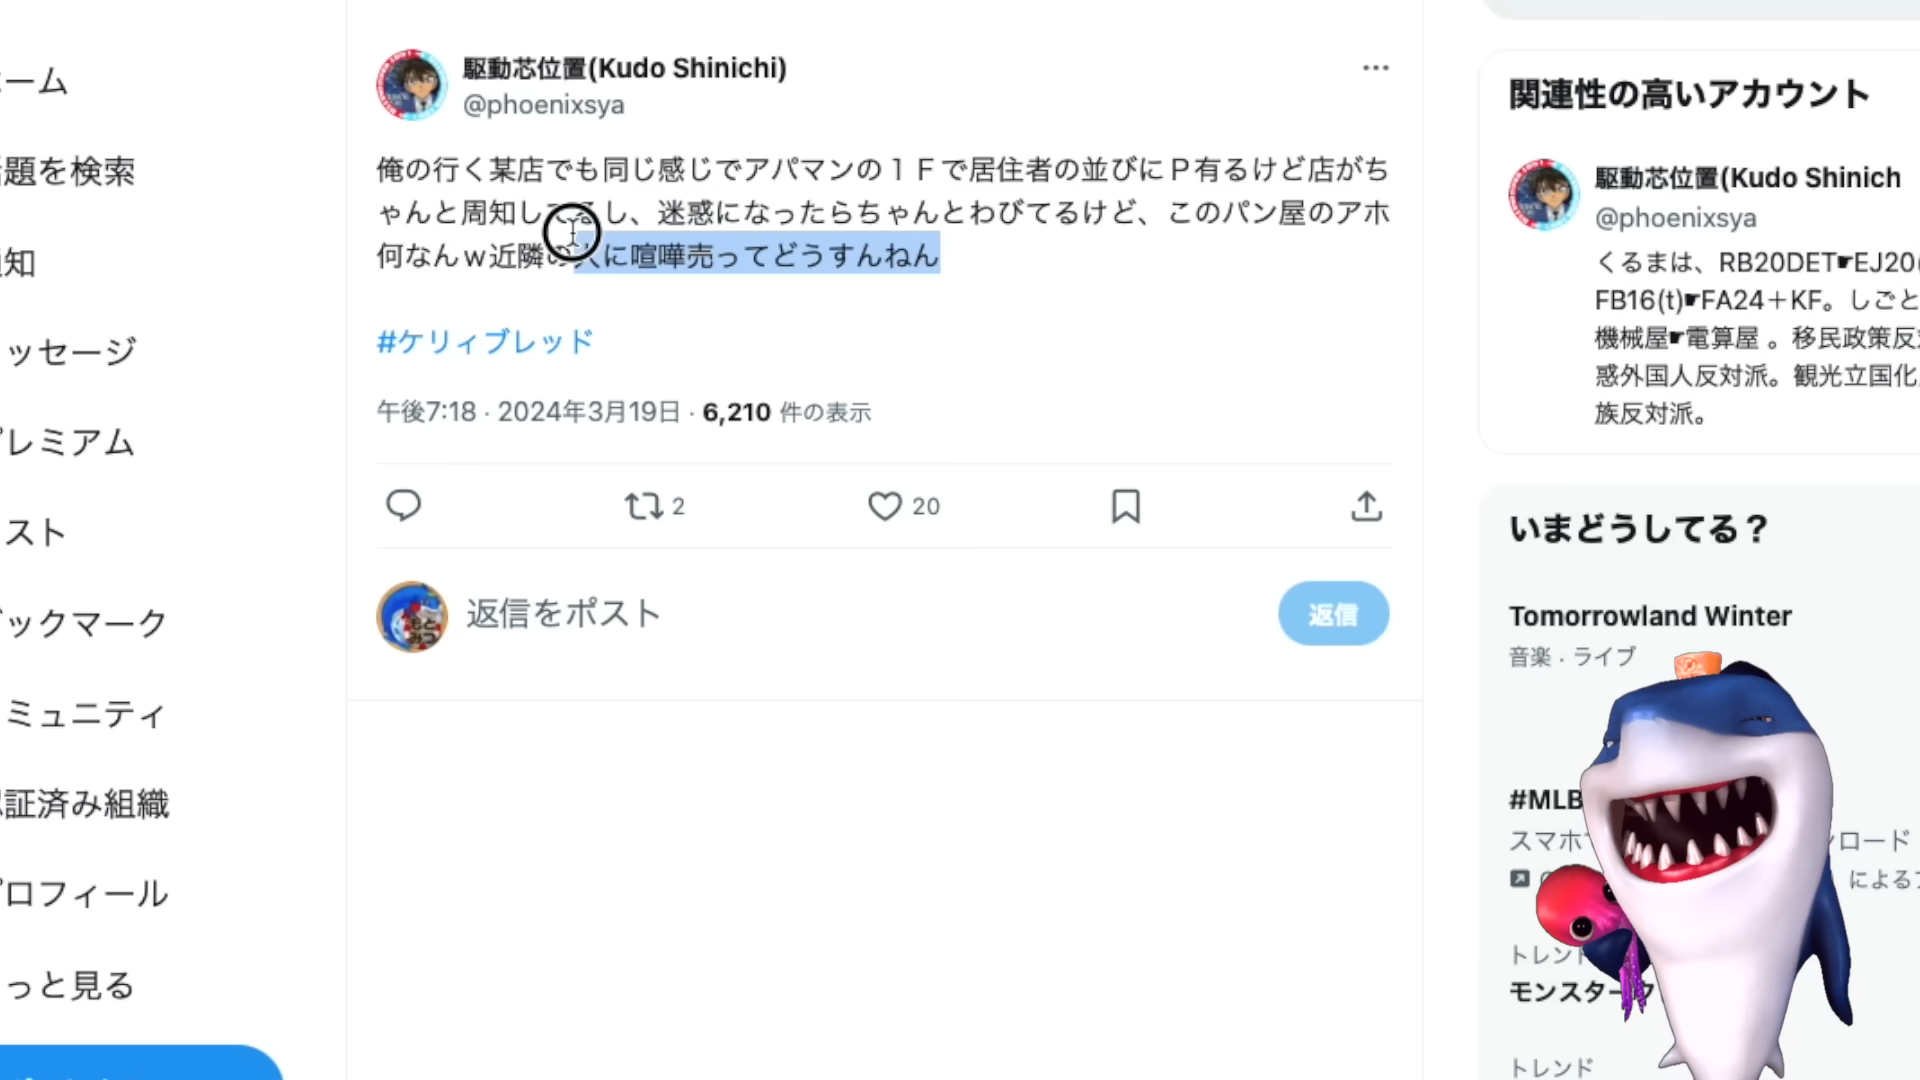 ーム
題を検索
知
ッセージ
レミアム
スト
ックマーク
ミュニティ
証済み組織
ロフィール
っと見る
駆動芯位置(Kudo Shinichi)
@phoenixsya
俺の行く某店でも同じ感じでアパマンの１Ｆで居住者の並びにＰ有るけど店がち
ゃんと周知してるし、迷惑になったらちゃんとわびてるけど、このパン屋のアホ
何なんｗ近隣の人に喧嘩売ってどうすんねん
#ケリィブレッド
午後7:18 · 2024年3月19日 · 6,210 件の表示
2
20
返信をポスト
返信
関連性の高いアカウント
駆動芯位置(Kudo Shinich
@phoenixsya
くるまは、RB20DET☛EJ20
FB16(t)☛FA24＋KF。しごと
機械屋☛電算屋 。移民政策反
惑外国人反対派。観光立国化
族反対派。
いまどうしてる？
Tomorrowland Winter
音楽 · ライブ
#MLB
スマホ
ロード
による
トレンド
モンスター
トレンド